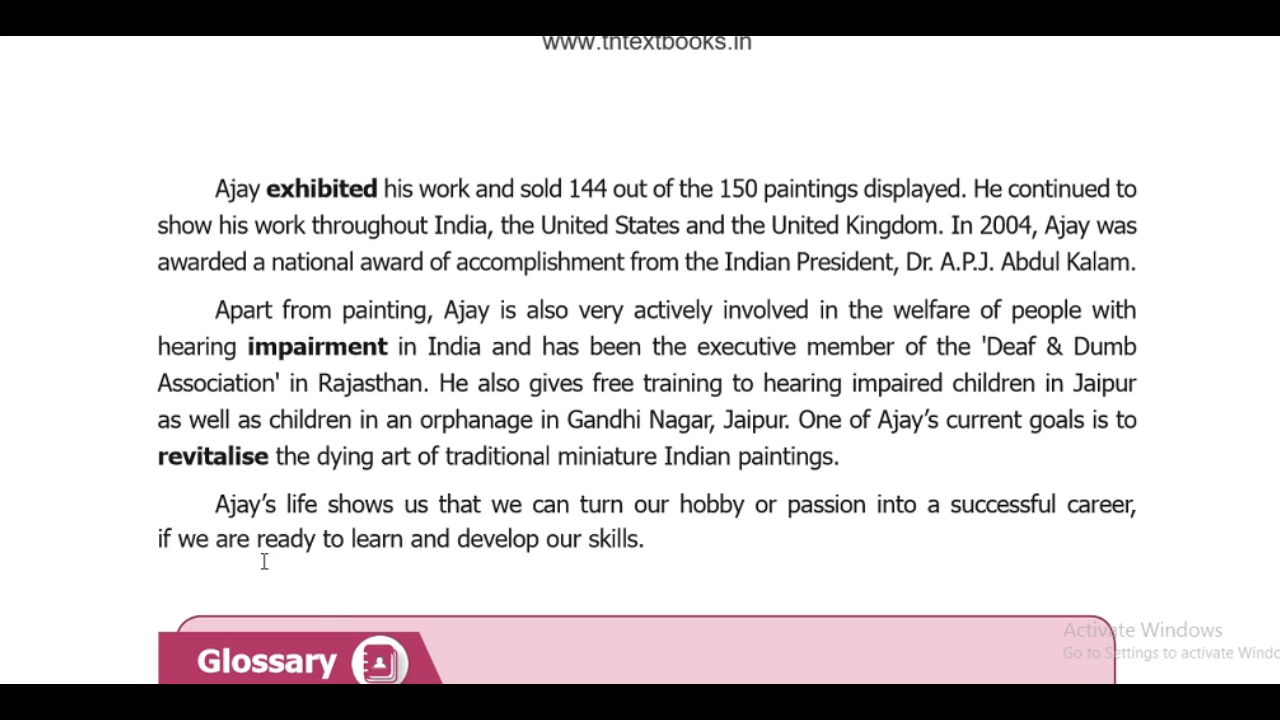 www.tntextbooks.in
Ajay exhibited his work and sold 144 out of the 150 paintings displayed. He continued to
show his work throughout India, the United States and the United Kingdom. In 2004, Ajay was
awarded a national award of accomplishment from the Indian President, Dr. A.P.J. Abdul Kalam.
Apart from painting, Ajay is also very actively involved in the welfare of people with
hearing impairment in India and has been the executive member of the 'Deaf & Dumb
Association' in Rajasthan. He also gives free training to hearing impaired children in Jaipur
as well as children in an orphanage in Gandhi Nagar, Jaipur. One of Ajay’s current goals is to
revitalise the dying art of traditional miniature Indian paintings.
Ajay’s life shows us that we can turn our hobby or passion into a successful career,
if we are ready to learn and develop our skills.
Activate Windows
Go to Settings to activate Windo
Glossary